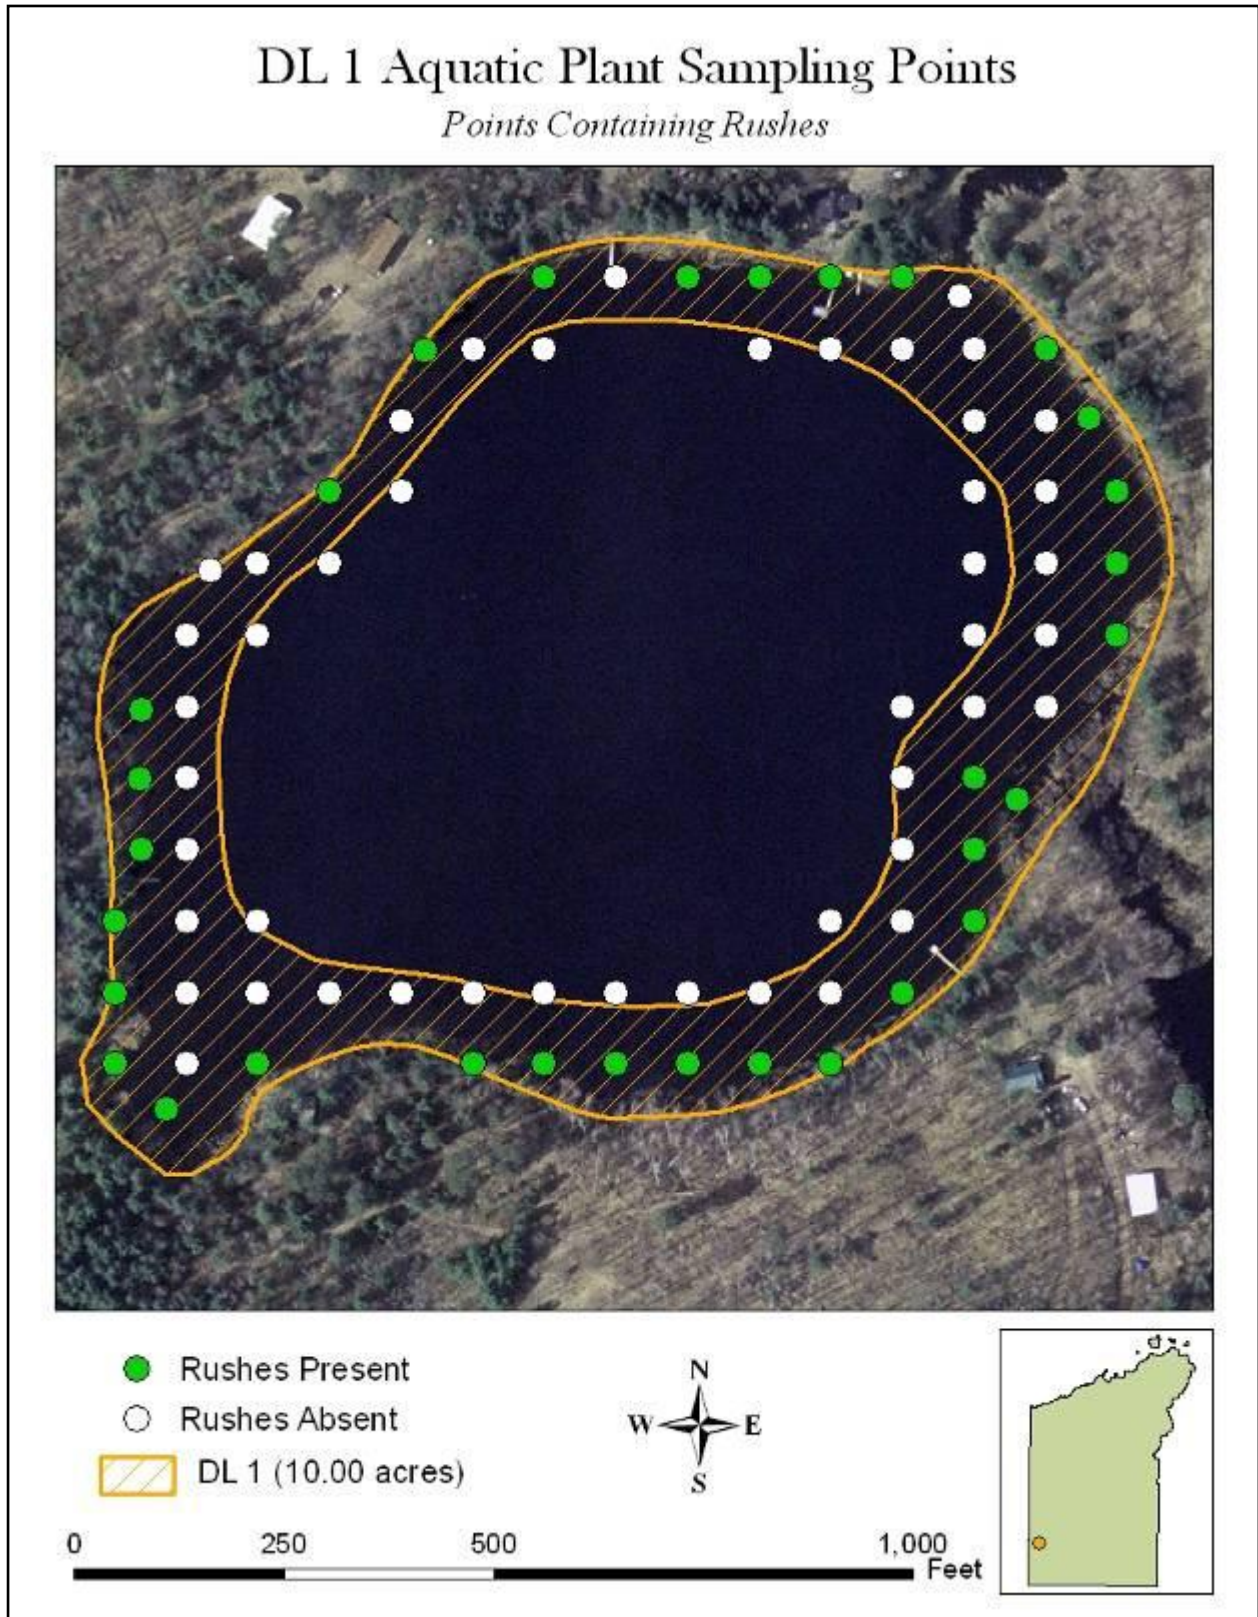 DL 1 Aquatic Plant Sampling Points
Points Containing Rushes
Rushes Present
Rushes Absent
DL 1 (10.00 acres)
N
W E
S
0 250 500 1,000
Feet